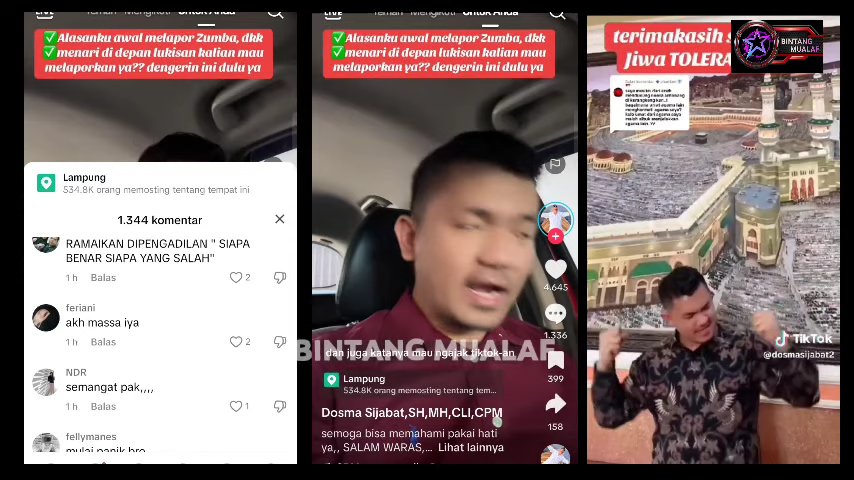 LIVE
Teman Mengikuti Untuk Anda
✅Alasanku awal melapor Zumba, dkk
✅menari di depan lukisan kalian mau
melaporkan ya?? dengerin ini dulu ya
Lampung
534.8K orang memosting tentang tempat ini
1.344 komentar
RAMAIKAN DIPENGADILAN " SIAPA
BENAR SIAPA YANG SALAH"
1 h Balas 2
feriani
akh massa iya
1 h Balas 2
NDR
semangat pak,,,,
1 h Balas 1
fellymanes
mulai panik bro
LIVE
Teman Mengikuti Untuk Anda
✅Alasanku awal melapor Zumba, dkk
✅menari di depan lukisan kalian mau
melaporkan ya?? dengerin ini dulu ya
4.645
1.336
399
158
dan juga katanya mau ngajak tiktok-an
BINTANG MUALAF
Lampung
534.8K orang memosting tentang tem...
Dosma Sijabat,SH,MH,CLI,CPM
semoga bisa memahami pakai hati
ya,, SALAM WARAS,... Lihat lainnya
terimakasih
Jiwa TOLERA
BINTANG
MUALAF
TikTok
@dosmasijabat2